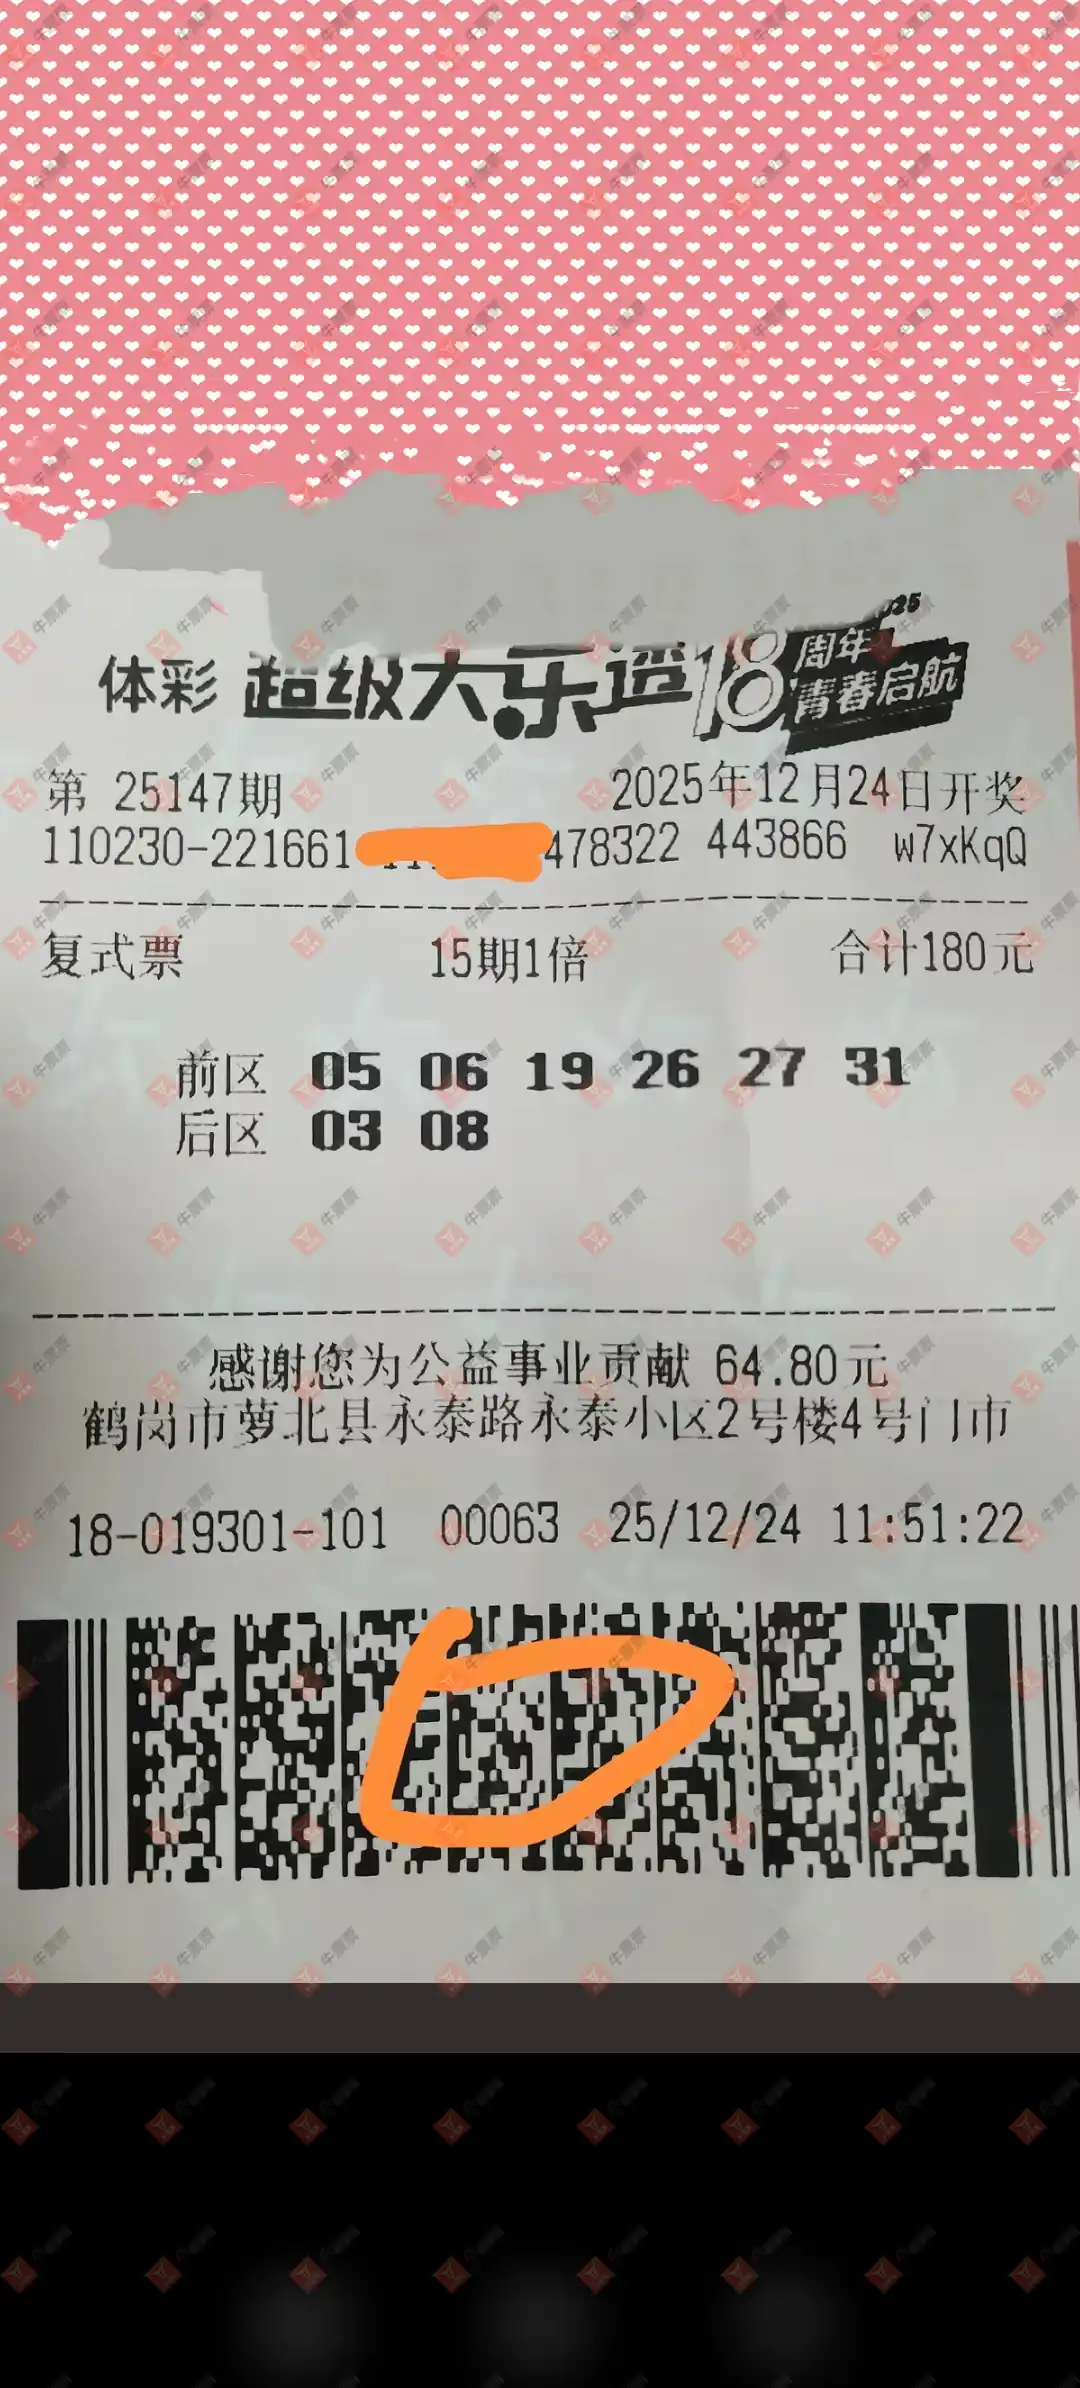 体彩 超级大乐透 18周年 青春启航
第 25147期 2025年12月24日开奖
110230-221661 478322 443866 w7xKqQ
复式票 15期1倍 合计180元
前区 05 06 19 26 27 31
后区 03 08
感谢您为公益事业贡献 64.80元
鹤岗市萝北县永泰路永泰小区2号楼4号门市
18-019301-101 00063 25/12/24 11:51:22
牛票票